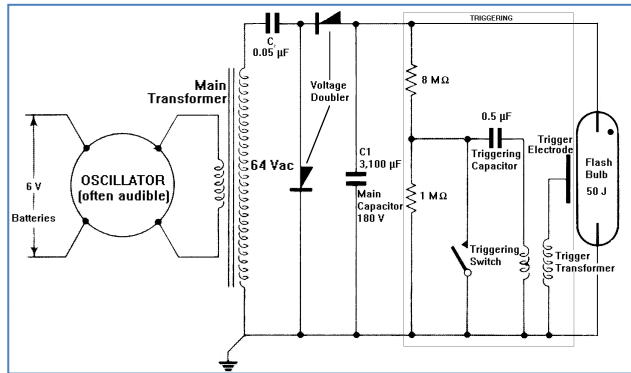 TRIGGERING
C,
0.05 µF
Main
Transformer
Voltage
Doubler
8 MΩ
0.5 µF
Triggering
Capacitor
Trigger
Electrode
Flash
Bulb
50 J
6 V
Batteries
OSCILLATOR
(often audible)
64 Vac
C1
3,100 µF
Main
Capacitor
180 V
1 MΩ
Triggering
Switch
Trigger
Transformer